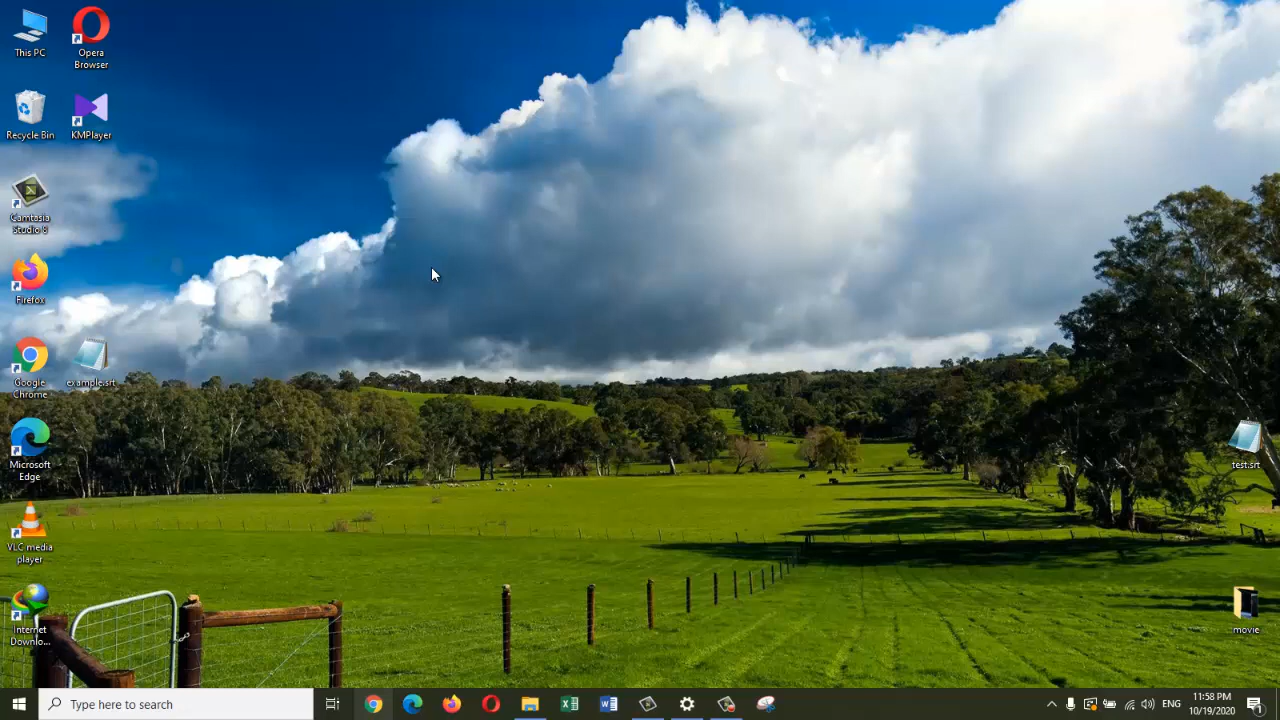 This PC
Opera
Browser
Recycle Bin
KMPlayer
Camtasia
Studio 8
Firefox
Google
Chrome
example.srt
Microsoft
Edge
VLC media
player
Internet
Downlo...
test.srt
movie
Type here to search
ENG
11:58 PM
10/19/2020
1